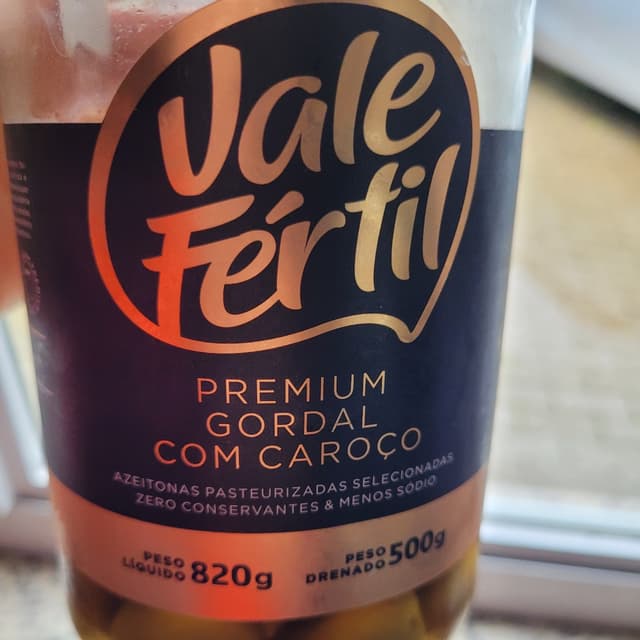 Vale
Fértil
PREMIUM
GORDAL
COM CAROÇO
AZEITONAS PASTEURIZADAS SELECIONADAS
ZERO CONSERVANTES & MENOS SÓDIO
PESO LÍQUIDO 820g
PESO DRENADO 500g